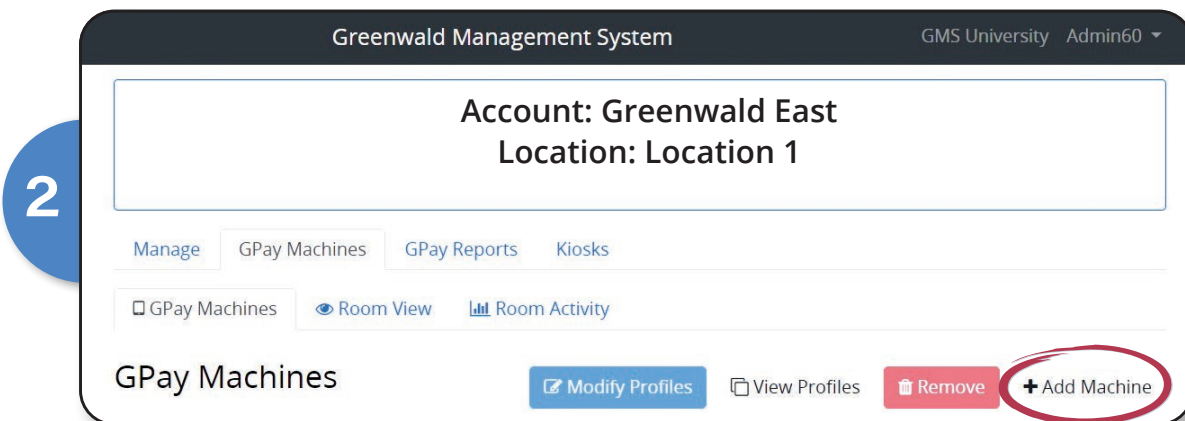 Greenwald Management System GMS University Admin60
Account: Greenwald East
Location: Location 1
2
Manage GPay Machines GPay Reports Kiosks
GPay Machines Room View Room Activity
GPay Machines Modify Profiles View Profiles Remove + Add Machine